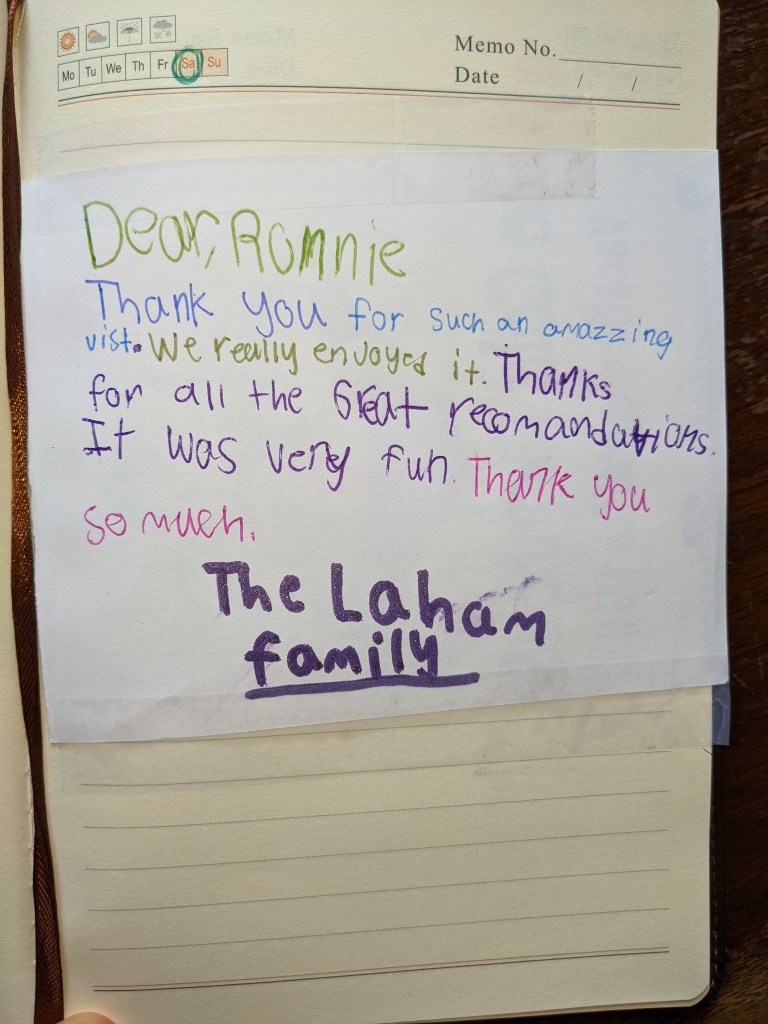 Memo No.
Mo Tu We Th Fr Sa Su
Date / /
Dear, Ronnie
Thank you for such an amazzing
vist. We really enjoyed it. Thanks
for all the Great recomandations.
It was very fun. Thank you
so much.
The Laham
family